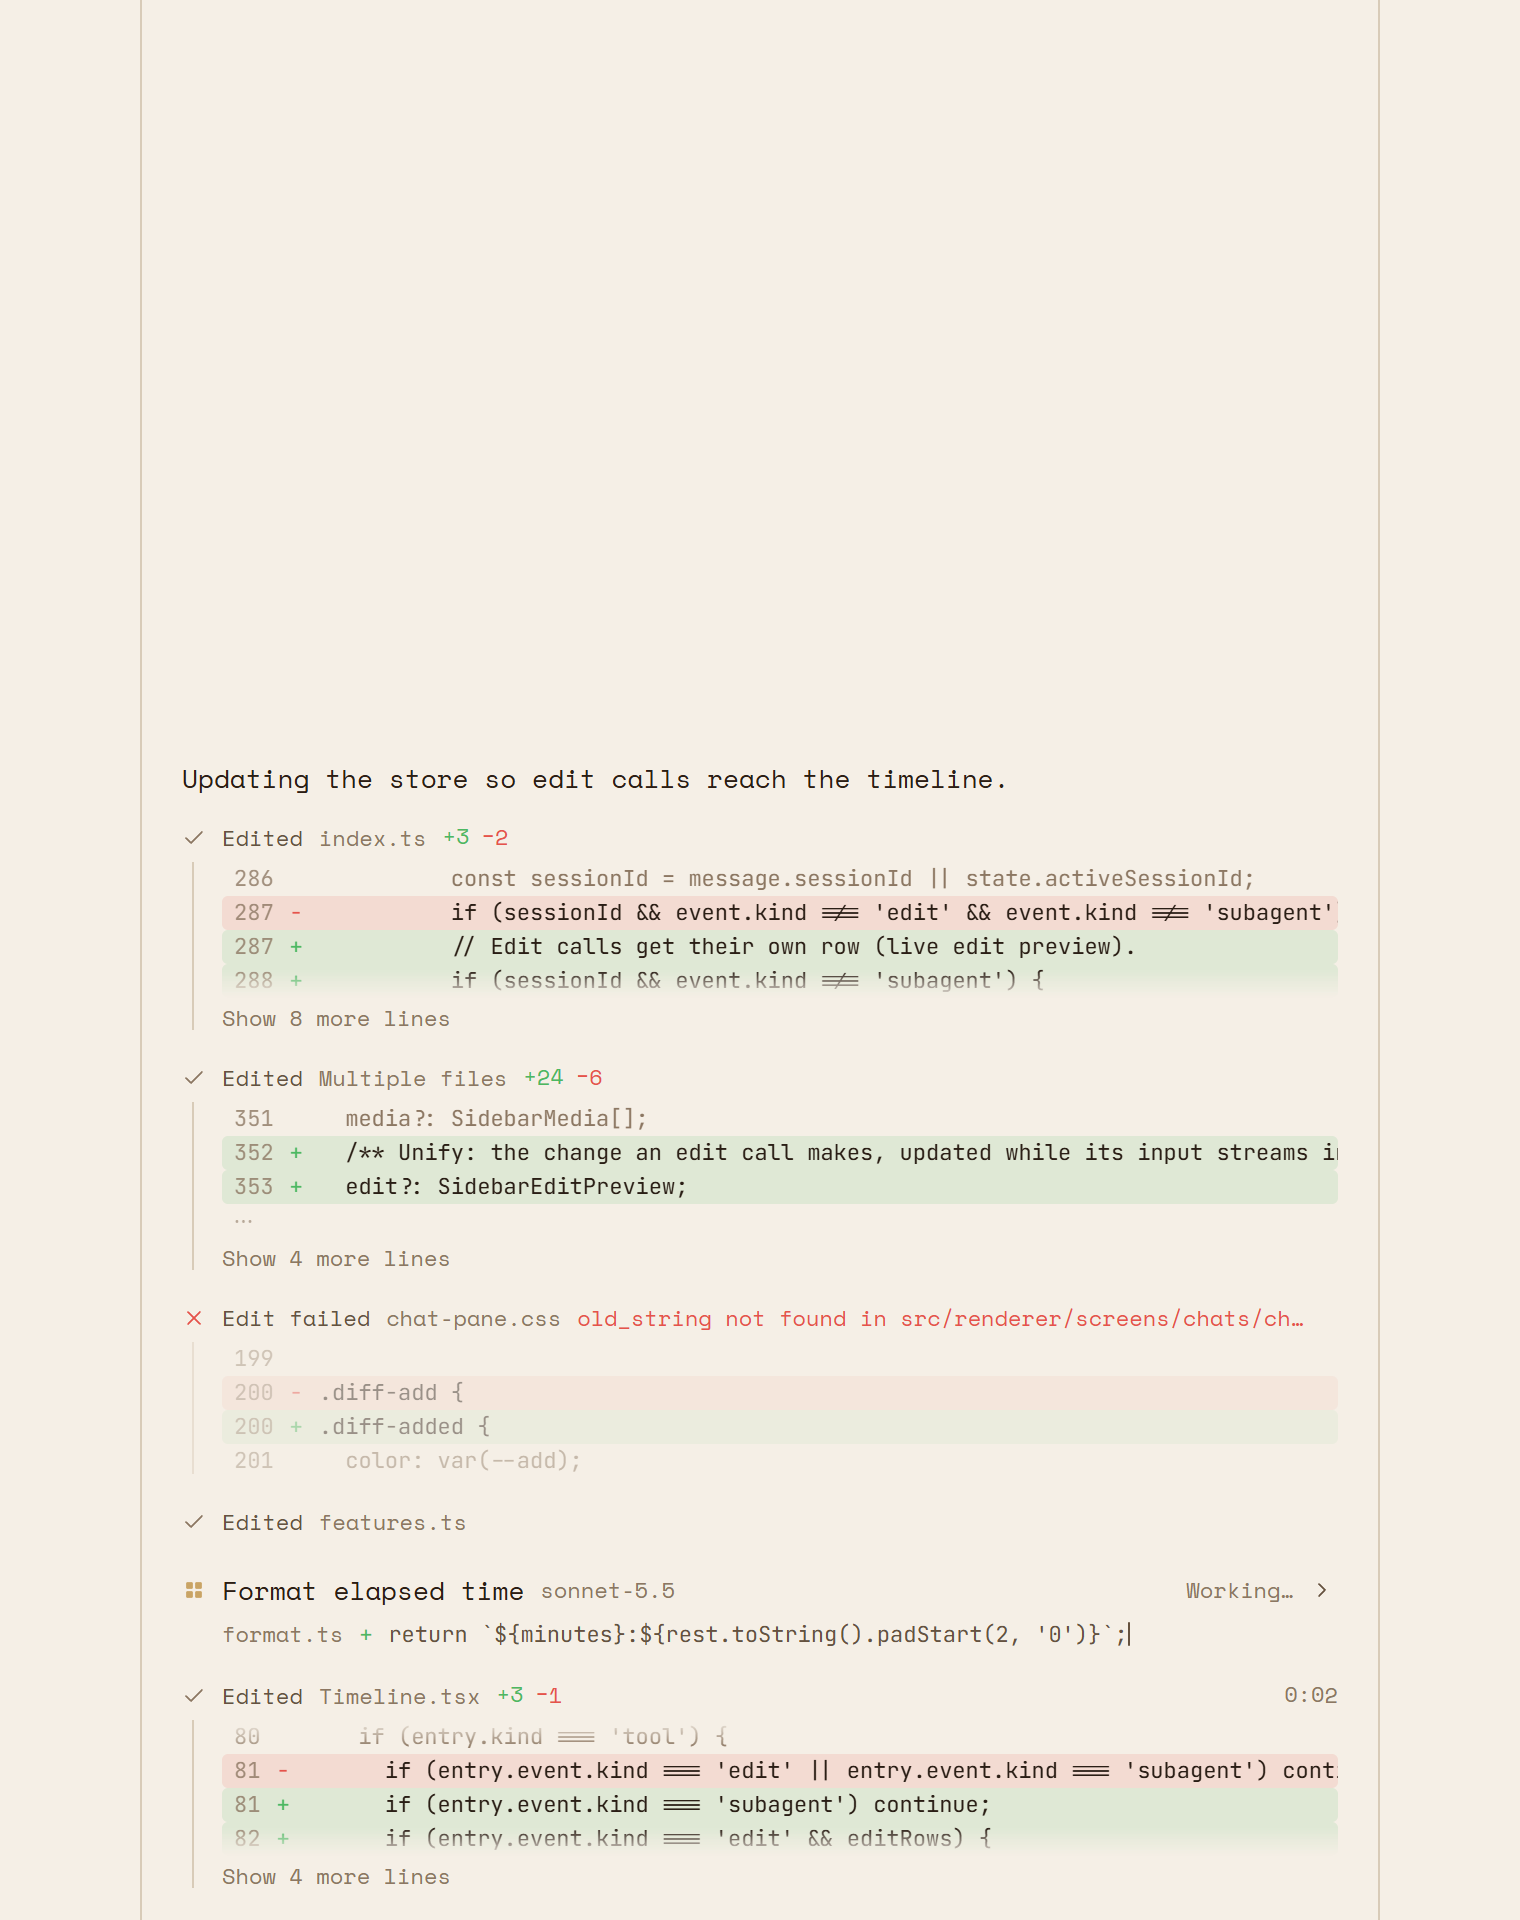 Updating the store so edit calls reach the timeline.
Edited index.ts +3 -2
286 const sessionId = message.sessionId || state.activeSessionId;
287 - if (sessionId && event.kind !== 'edit' && event.kind !== 'subagent'
287 + // Edit calls get their own row (live edit preview).
288 + if (sessionId && event.kind !== 'subagent') {
Show 8 more lines
Edited Multiple files +24 -6
351 media?: SidebarMedia[];
352 + /** Unify: the change an edit call makes, updated while its input streams in
353 + edit?: SidebarEditPreview;
...
Show 4 more lines
Edit failed chat-pane.css old_string not found in src/renderer/screens/chats/ch…
199
200 - .diff-add {
200 + .diff-added {
201 color: var(--add);
Edited features.ts
Format elapsed time sonnet-5.5 Working…
format.ts + return `${minutes}:${rest.toString().padStart(2, '0')}`;
Edited Timeline.tsx +3 -1 0:02
80 if (entry.kind === 'tool') {
81 - if (entry.event.kind === 'edit' || entry.event.kind === 'subagent') cont
81 + if (entry.event.kind === 'subagent') continue;
82 + if (entry.event.kind === 'edit' && editRows) {
Show 4 more lines